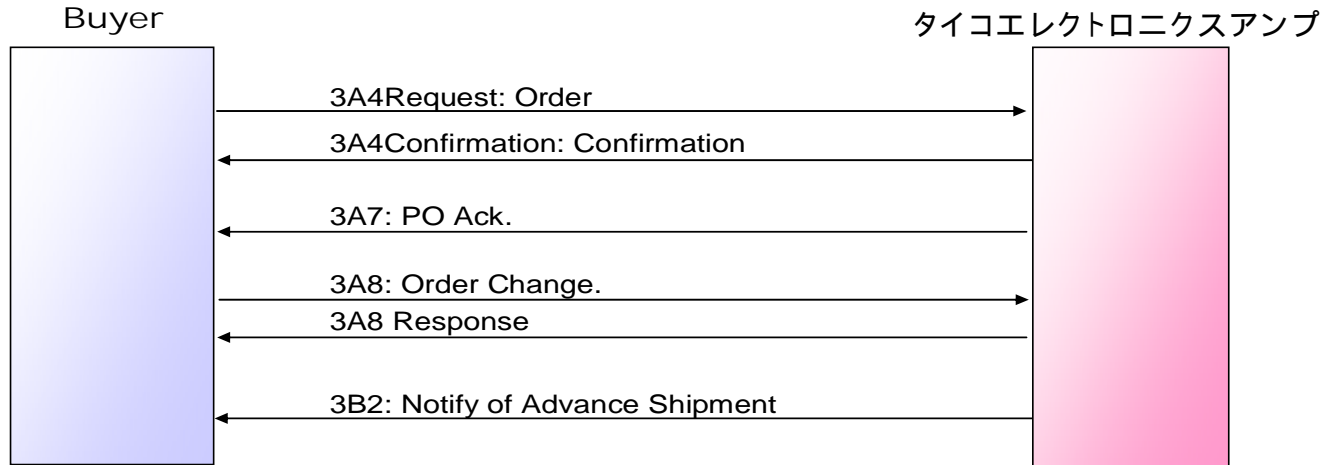 Buyer
タイコエレクトロニクスアンプ
3A4Request: Order
3A4Confirmation: Confirmation
3A7: PO Ack.
3A8: Order Change.
3A8 Response
3B2: Notify of Advance Shipment